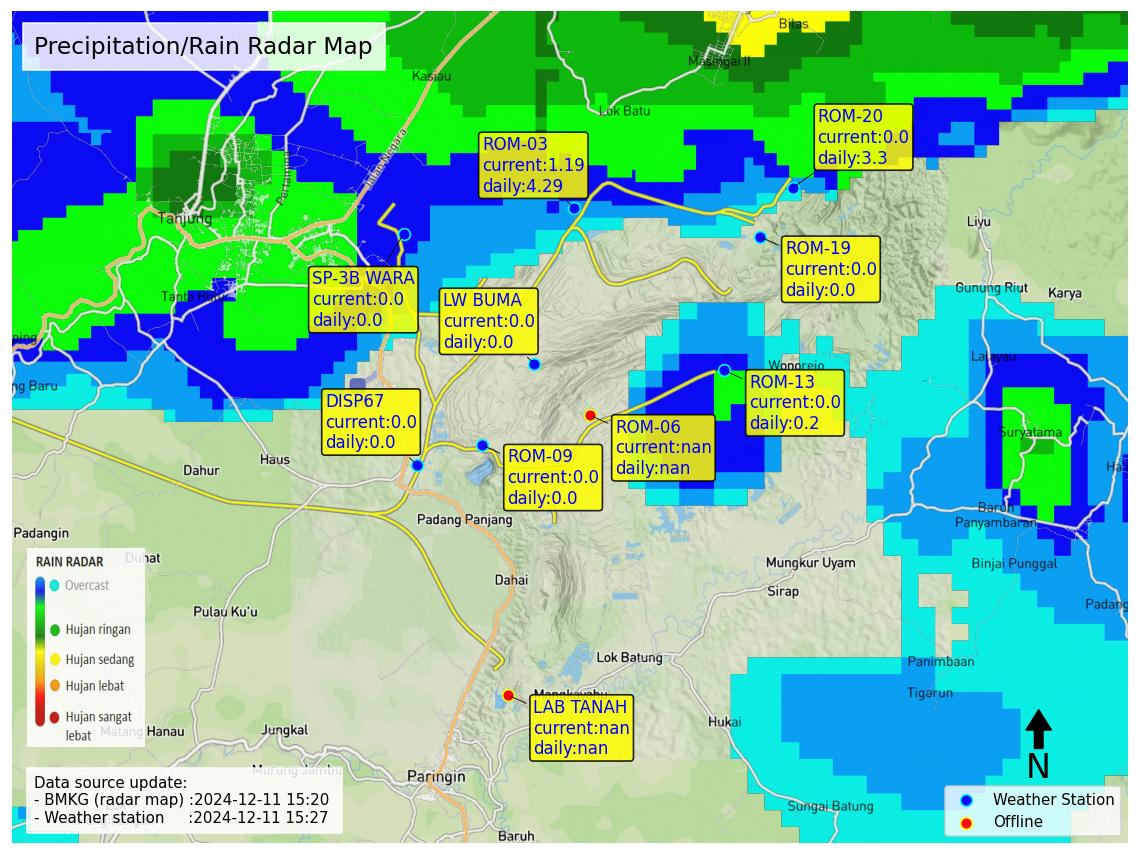 Precipitation/Rain Radar Map
Bilas
Masingai II
Kasiau
Lok Batu
ROM-20
current:0.0
daily:3.3
ROM-03
current:1.19
daily:4.29
Jalan Negara
Pertamina
Tanjung
Liyu
ROM-19
current:0.0
daily:0.0
SP-3B WARA
current:0.0
daily:0.0
LW BUMA
current:0.0
daily:0.0
Gunung Riut
Karya
Lalayau
ng Baru
Wonorejo
ROM-13
current:0.0
daily:0.2
DISP67
current:0.0
daily:0.0
ROM-06
current:nan
daily:nan
Suryatama
ROM-09
current:0.0
daily:0.0
Haus
Dahur
Baruh
Panyambaran
Padang Panjang
Padangin
Duhat
Binjai Punggal
Mungkur Uyam
Dahai
Sirap
Pulau Ku'u
Padang
RAIN RADAR
Overcast
Hujan ringan
Hujan sedang
Hujan lebat
Hujan sangat
lebat
Lok Batung
Panimbaan
Tigarun
LAB TANAH
current:nan
daily:nan
Hukai
Matang Hanau
Jungkal
Murung Jambu
Paringin
N
Data source update:
- BMKG (radar map) :2024-12-11 15:20
- Weather station :2024-12-11 15:27
Sungai Batung
Baruh
Weather Station
Offline